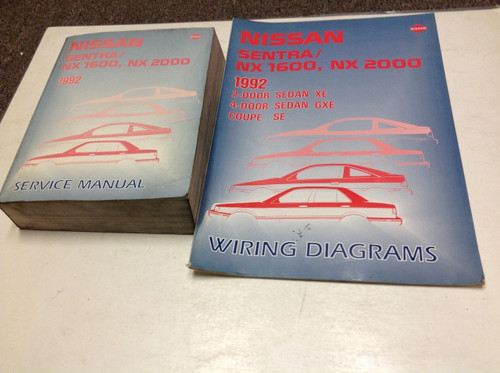 NISSAN
SENTRA/
NX 1600, NX 2000
1992
SERVICE MANUAL
NISSAN
SENTRA/
NX 1600, NX 2000
1992
2-DOOR SEDAN XE
4-DOOR SEDAN GXE
COUPE SE
WIRING DIAGRAMS